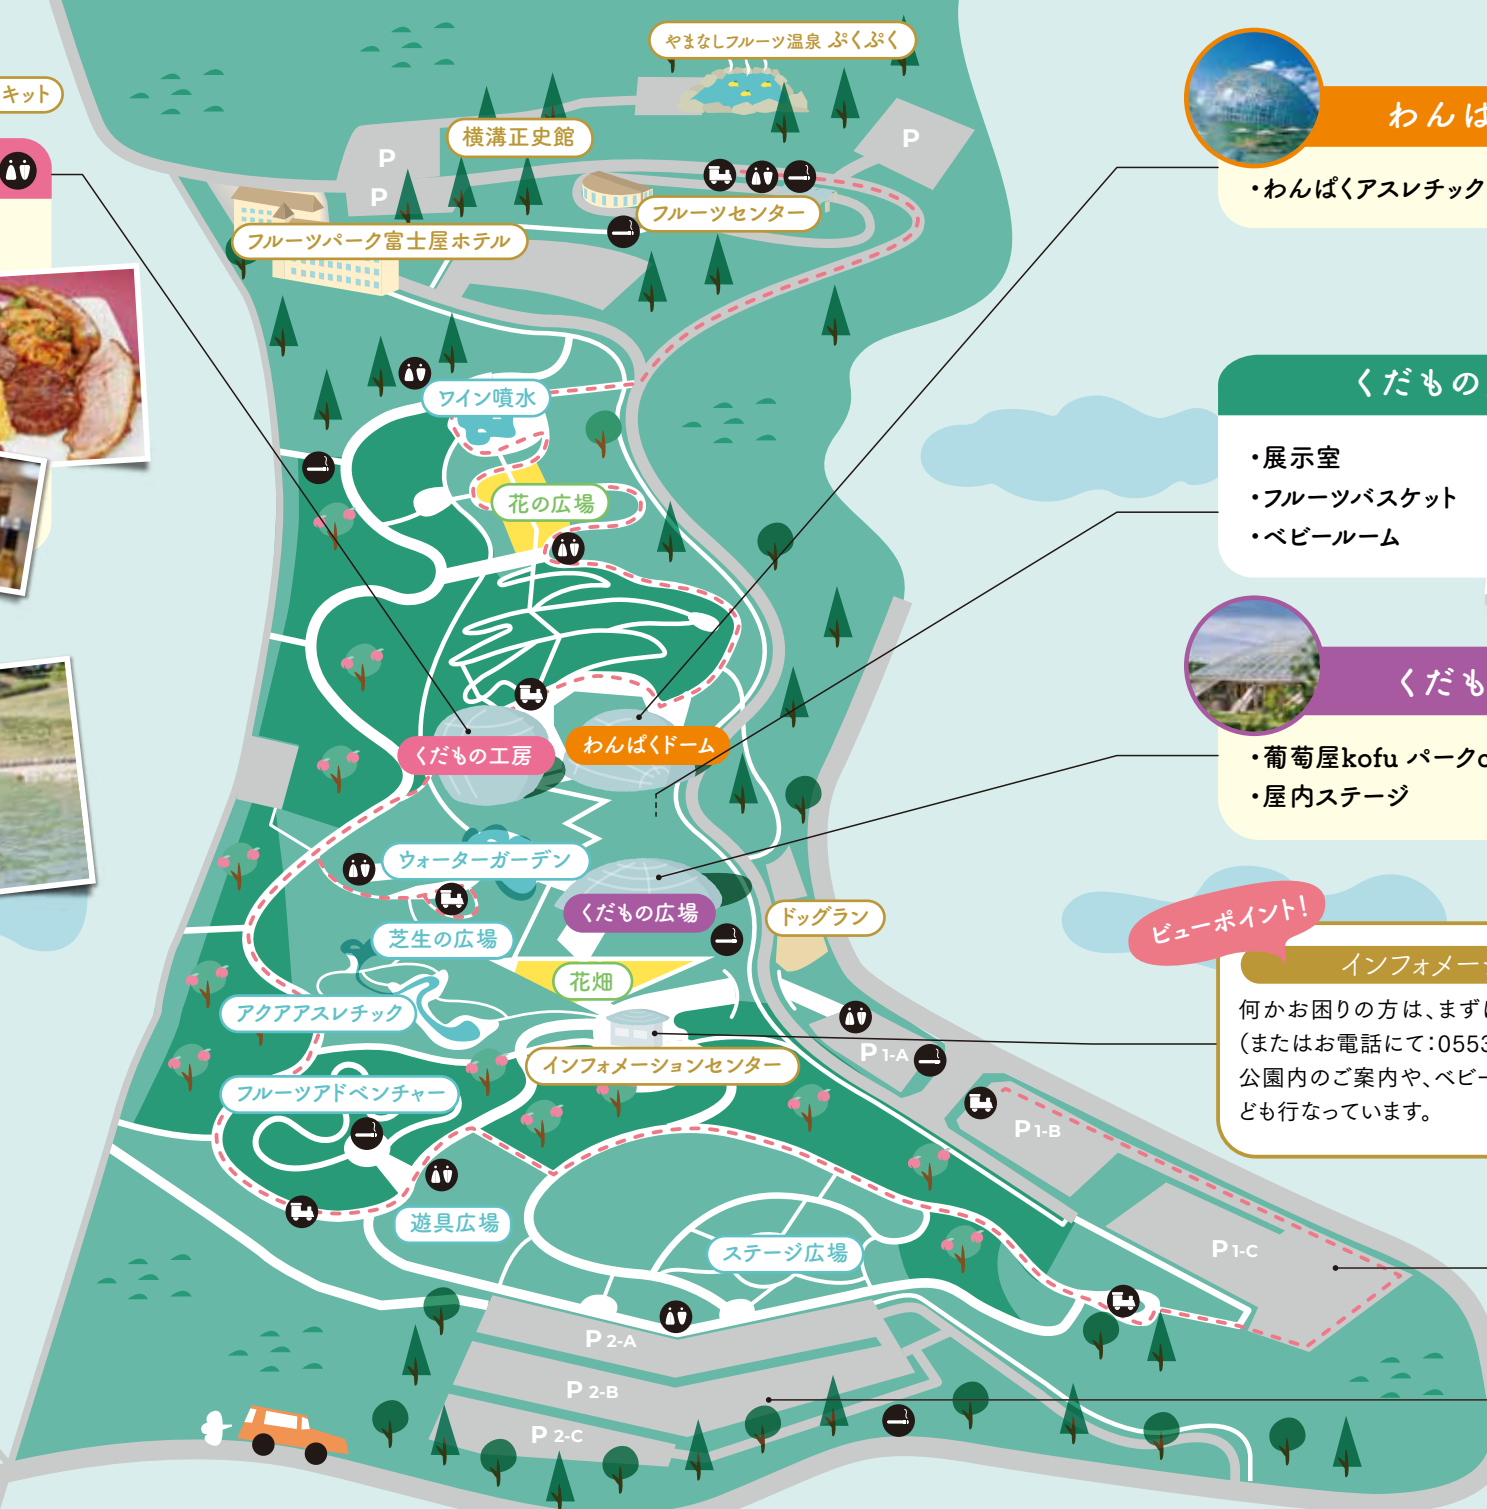 やまなしフルーツ温泉 ぷくぷく
キット
横溝正史館
P
P
P
フルーツセンター
フルーツパーク富士屋ホテル
ワイン噴水
花の広場
くだもの工房
わんぱくドーム
ウォーターガーデン
くだもの広場
芝生の広場
ドッグラン
花畑
アクアアスレチック
インフォメーションセンター
フルーツアドベンチャー
P 1-A
P 1-B
P 1-C
遊具広場
ステージ広場
P 2-A
P 2-B
P 2-C
わんぱ
・わんぱくアスレチック
くだもの
・展示室
・フルーツバスケット
・ベビールーム
くだも
・葡萄屋kofu パークc
・屋内ステージ
ビューポイント！
インフォメー
何かお困りの方は、まずは
（またはお電話にて：0553
公園内のご案内や、ベビー
ども行なっています。